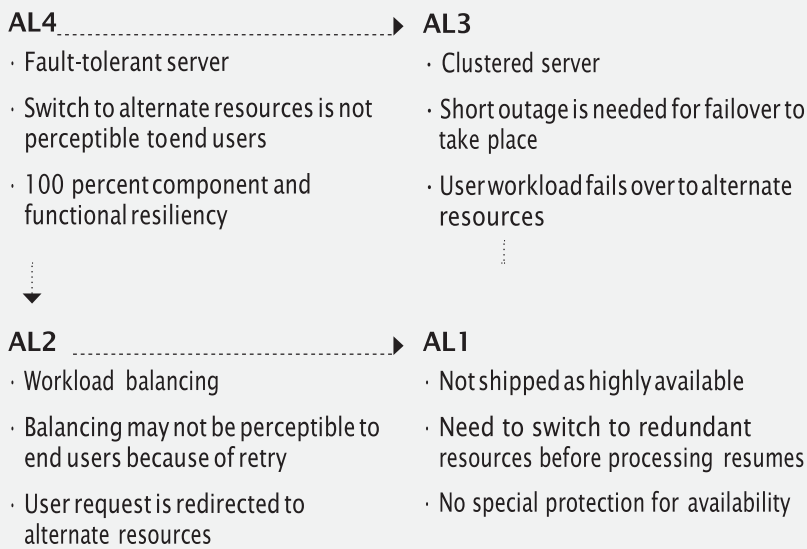 AL4
· Fault-tolerant server
· Switch to alternate resources is not
perceptible to end users
· 100 percent component and
functional resiliency
AL3
· Clustered server
· Short outage is needed for failover to
take place
· User workload fails over to alternate
resources
AL2
· Workload balancing
· Balancing may not be perceptible to
end users because of retry
· User request is redirected to
alternate resources
AL1
· Not shipped as highly available
· Need to switch to redundant
resources before processing resumes
· No special protection for availability